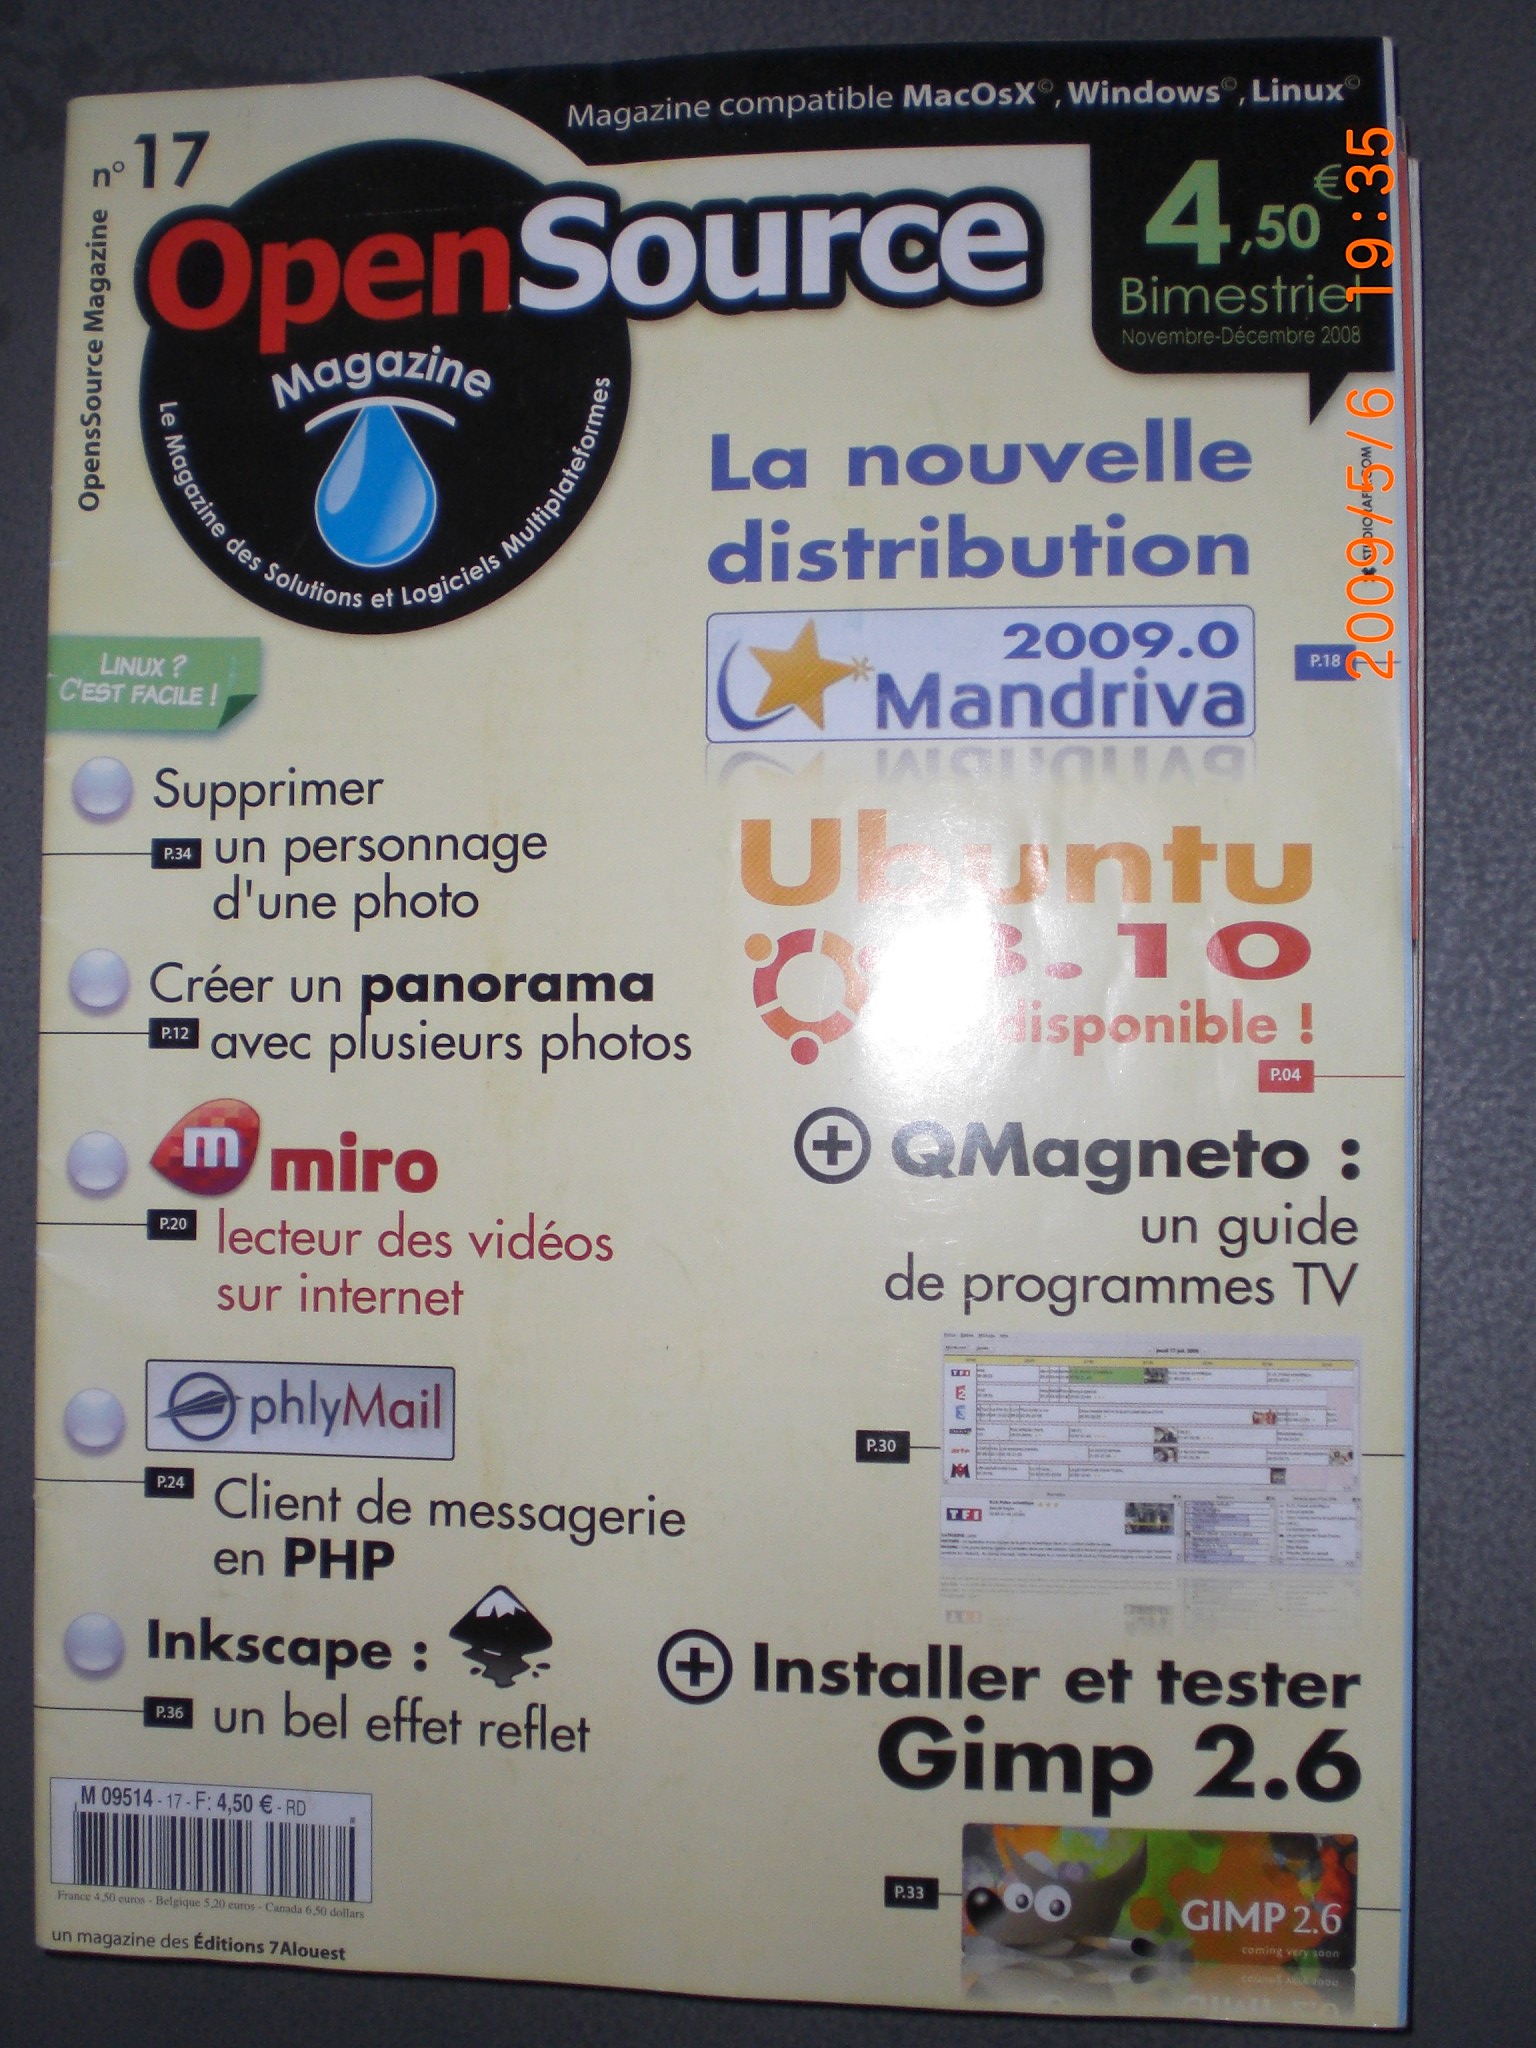 Magazine compatible MacOsX©, Windows©, Linux©
OpensSource Magazine n° 17
OpenSource
Magazine
Le Magazine des Solutions et Logiciels Multiplateformes
4,50 €
Bimestriel
Novembre-Décembre 2008
19:35
2009/5/6
La nouvelle
distribution
2009.0
Mandriva
P.18
Ubuntu
8.10
disponible !
P.04
QMagneto :
un guide
de programmes TV
P.30
TF1
arte
TF1
Installer et tester
Gimp 2.6
P.33
GIMP 2.6
coming very soon
LINUX ?
C'EST FACILE !
Supprimer
P.34 un personnage
d'une photo
Créer un panorama
P.12 avec plusieurs photos
m miro
P.20 lecteur des vidéos
sur internet
phlyMail
P.24 Client de messagerie
en PHP
Inkscape :
P.36 un bel effet reflet
M 09514 - 17 - F: 4,50 € - RD
France 4,50 euros - Belgique 5,20 euros - Canada 6,50 dollars
un magazine des Éditions 7Alouest